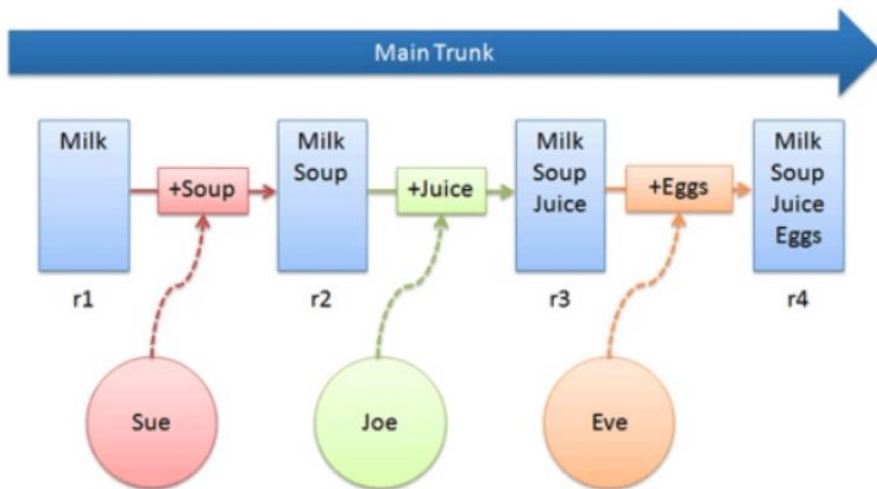 Main Trunk
Milk
+Soup
Milk
Soup
+Juice
Milk
Soup
Juice
+Eggs
Milk
Soup
Juice
Eggs
r1
r2
r3
r4
Sue
Joe
Eve